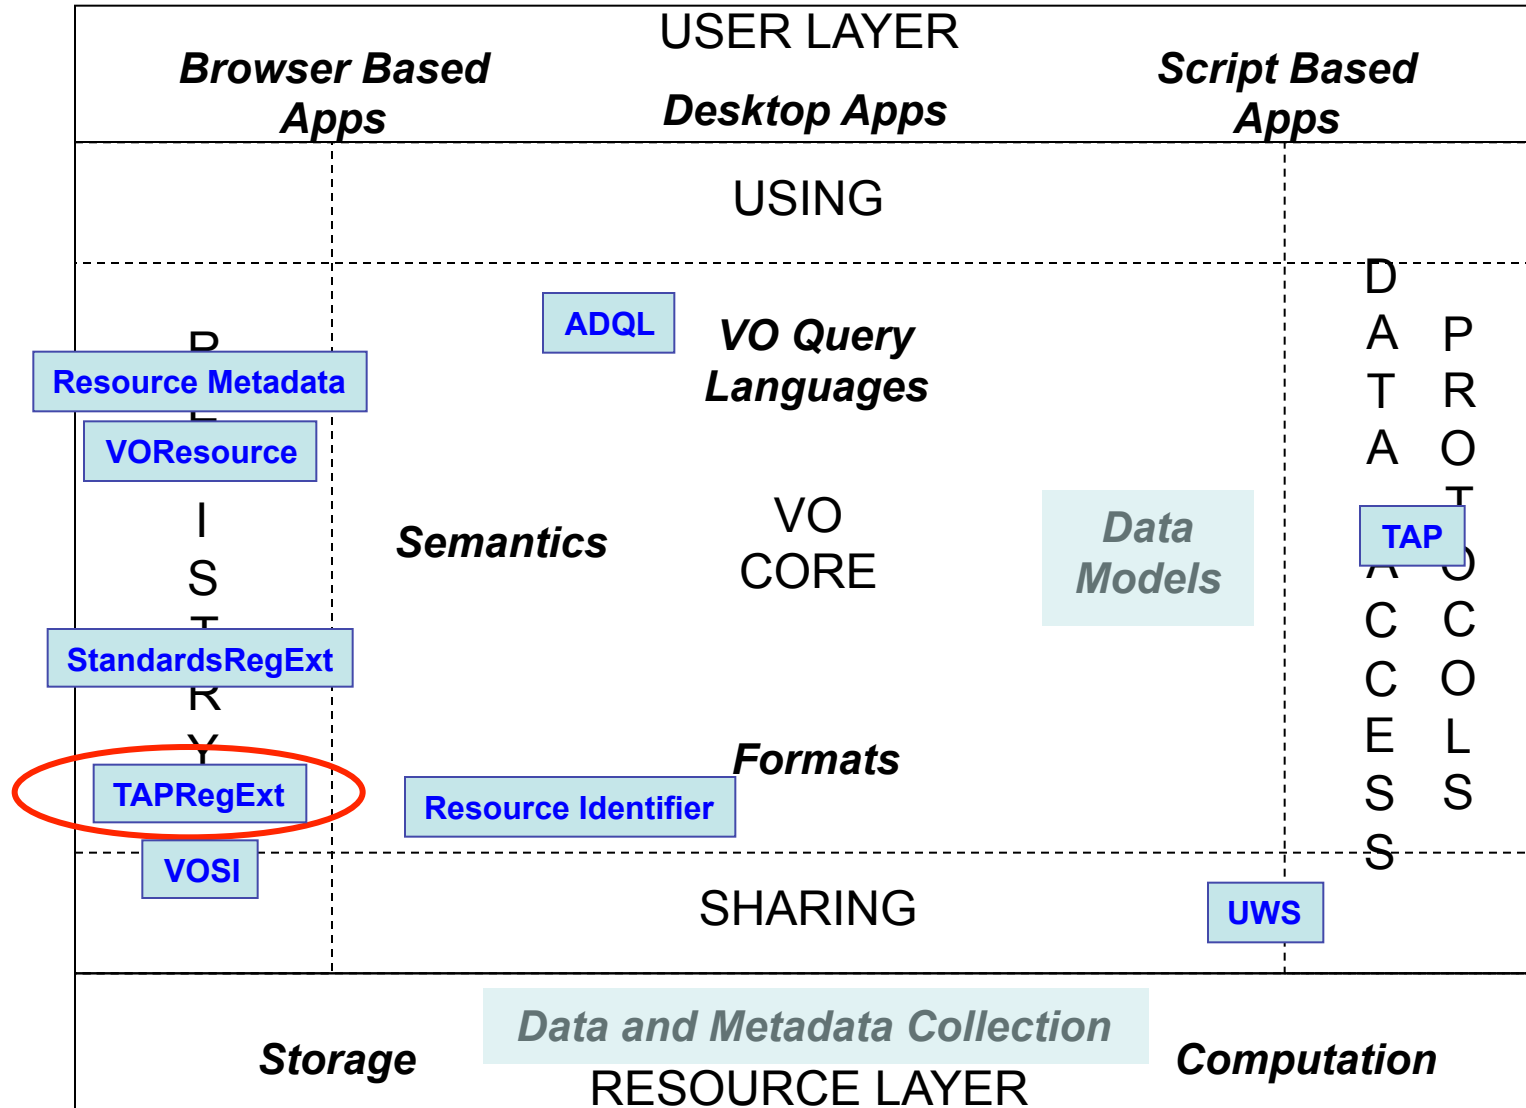 USER LAYER
Browser Based
Apps
Desktop Apps
Script Based
Apps
USING
ADQL
VO Query
Languages
Resource Metadata
VOResource
Semantics
VO
CORE
Data
Models
TAP
StandardsRegExt
TAPRegExt
Formats
Resource Identifier
VOSI
R
I
S
T
R
Y
D
A
T
A
A
C
C
E
S
S
P
R
O
T
O
C
O
L
S
SHARING
UWS
Data and Metadata Collection
Storage
Computation
RESOURCE LAYER